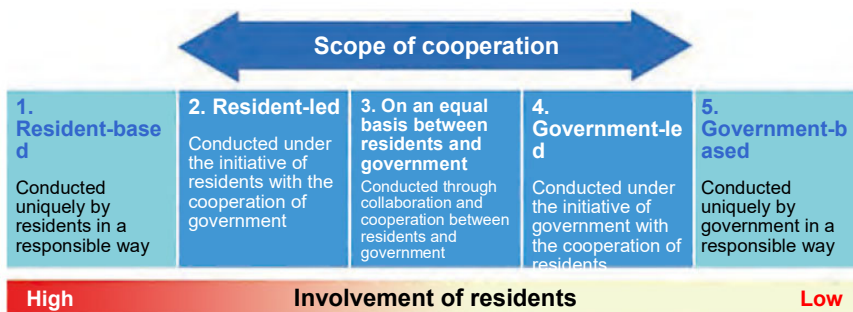 Scope of cooperation
1.
Resident-base
d
Conducted
uniquely by
residents in a
responsible way
2. Resident-led
Conducted under
the initiative of
residents with the
cooperation of
government
3. On an equal
basis between
residents and
government
Conducted through
collaboration and
cooperation between
residents and
government
4.
Government-le
d
Conducted under
the initiative of
government with
the cooperation of
residents
5.
Government-b
ased
Conducted
uniquely by
government in a
responsible way
High
Involvement of residents
Low